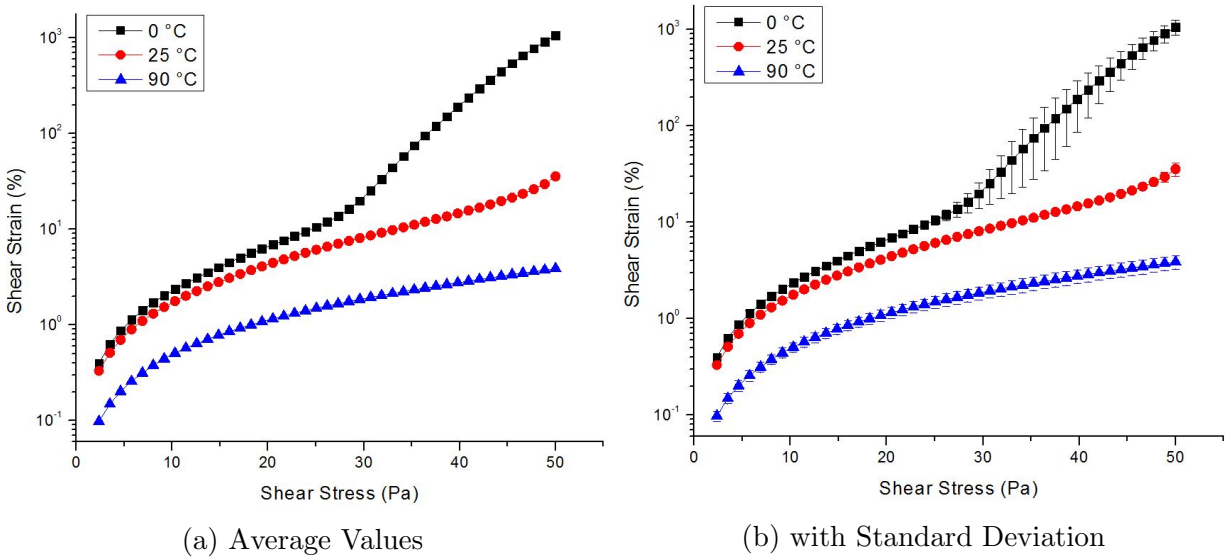 0 °C
25 °C
90 °C
10³
10²
10¹
10⁰
10⁻¹
Shear Strain (%)
0
10
20
30
40
50
Shear Stress (Pa)
(a) Average Values
0 °C
25 °C
90 °C
10³
10²
10¹
10⁰
10⁻¹
Shear Strain (%)
0
10
20
30
40
50
Shear Stress (Pa)
(b) with Standard Deviation